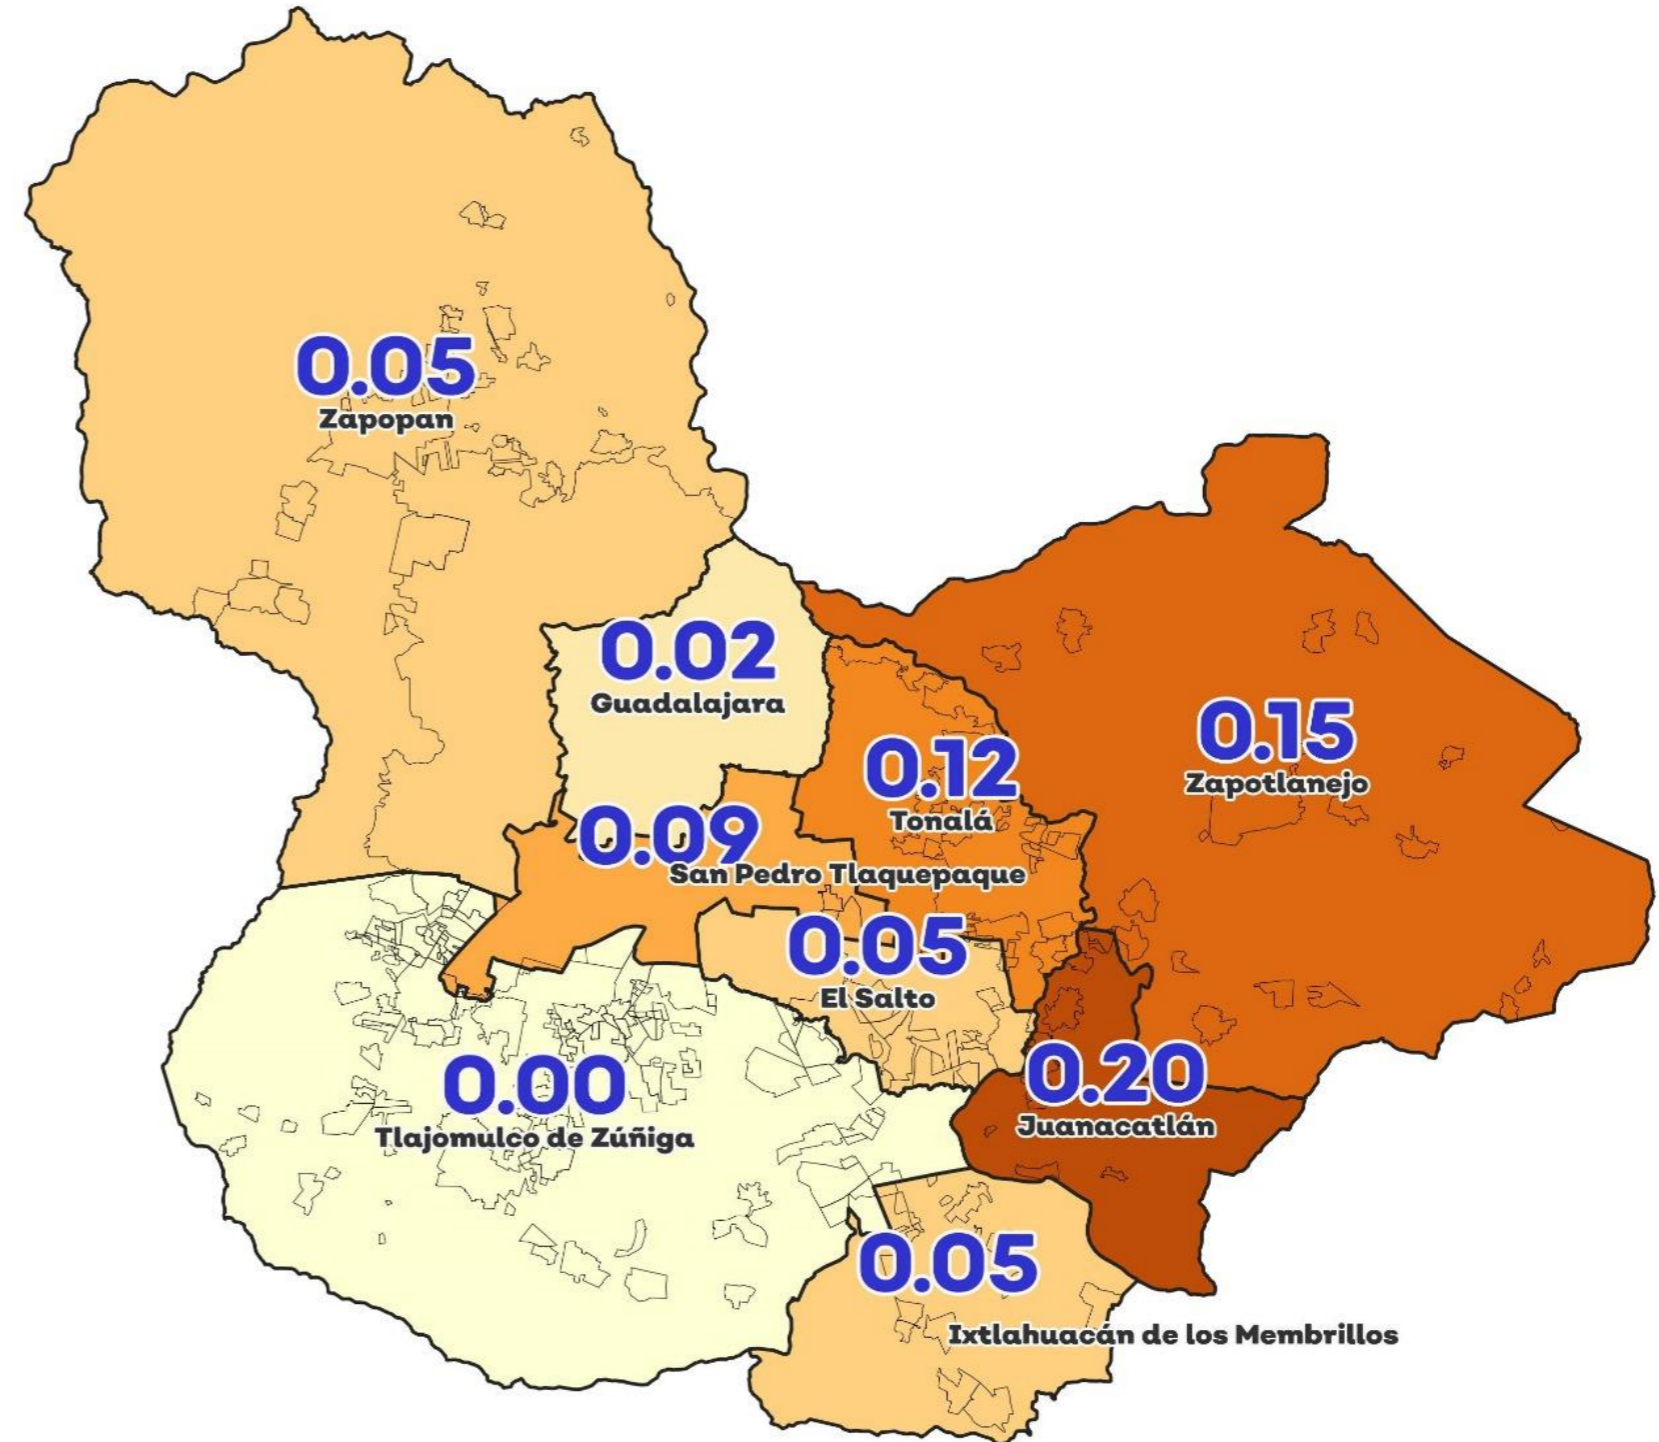 0.05
Zapopan
0.02
Guadalajara
0.15
Zapotlanejo
0.12
Tonalá
0.09
San Pedro Tlaquepaque
0.05
El Salto
0.00
Tlajomulco de Zúñiga
0.20
Juanacatlán
0.05
Ixtlahuacán de los Membrillos